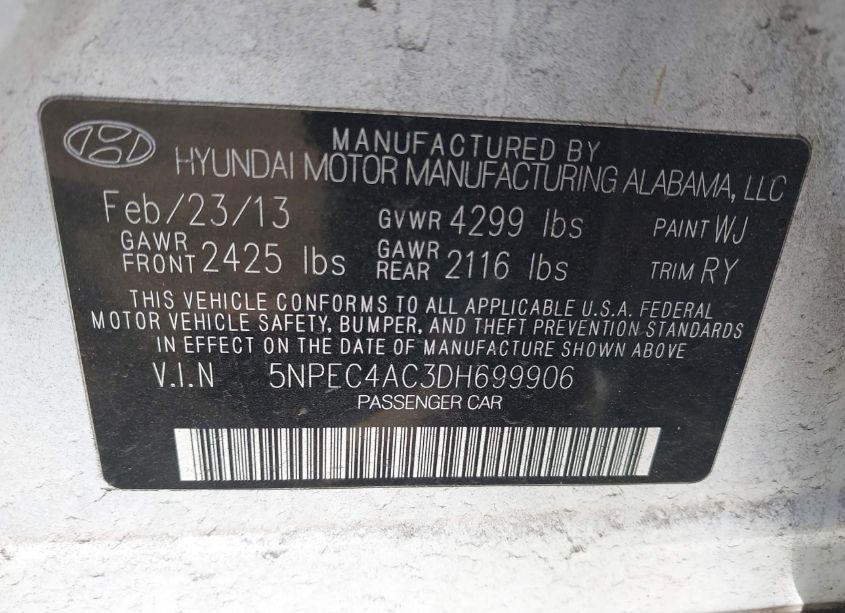 MANUFACTURED BY
HYUNDAI MOTOR MANUFACTURING ALABAMA, LLC
Feb/23/13 GVWR 4299 lbs PAINT WJ
GAWR FRONT 2425 lbs GAWR REAR 2116 lbs TRIM RY
THIS VEHICLE CONFORMS TO ALL APPLICABLE U.S.A. FEDERAL
MOTOR VEHICLE SAFETY, BUMPER, AND THEFT PREVENTION STANDARDS
IN EFFECT ON THE DATE OF MANUFACTURE SHOWN ABOVE
V.I.N 5NPEC4AC3DH699906
PASSENGER CAR